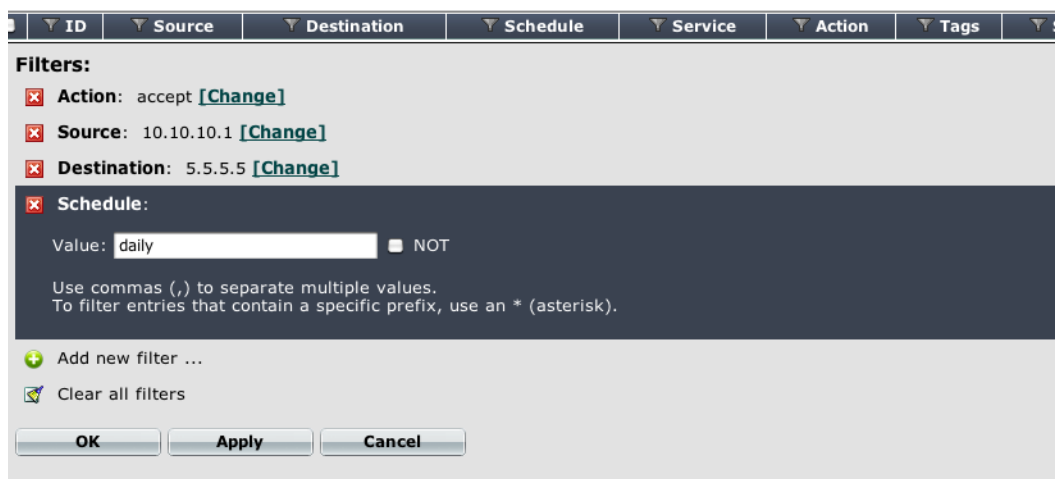 ID Source Destination Schedule Service Action Tags
Filters:
Action: accept [Change]
Source: 10.10.10.1 [Change]
Destination: 5.5.5.5 [Change]
Schedule:
Value: daily NOT
Use commas (,) to separate multiple values.
To filter entries that contain a specific prefix, use an * (asterisk).
Add new filter ...
Clear all filters
OK Apply Cancel